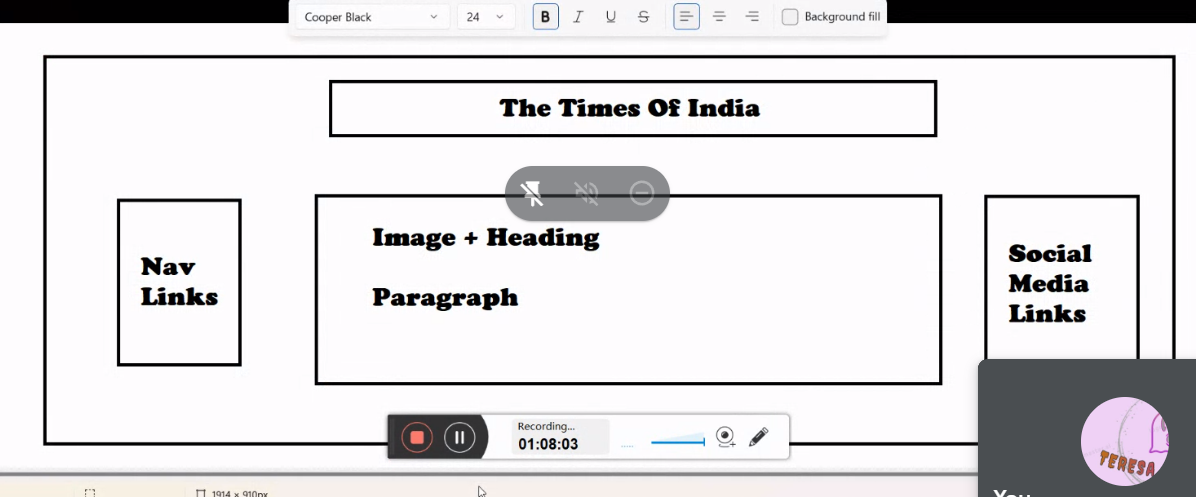 Cooper Black 24 B I U S Background fill
The Times Of India
Image + Heading
Paragraph
Nav
Links
Social
Media
Links
Recording...
01:08:03
TERESA
You
1914 × 910px